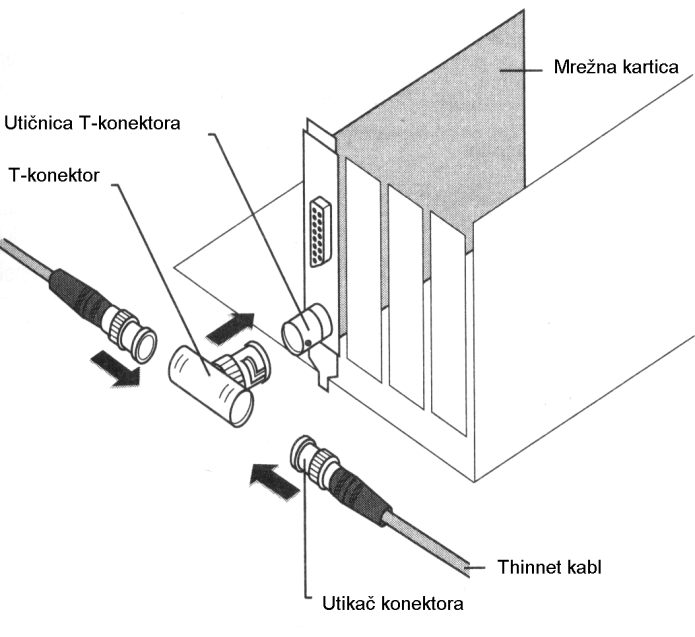 Mrežna kartica
Utičnica T-konektora
T-konektor
Thinnet kabl
Utikač konektora